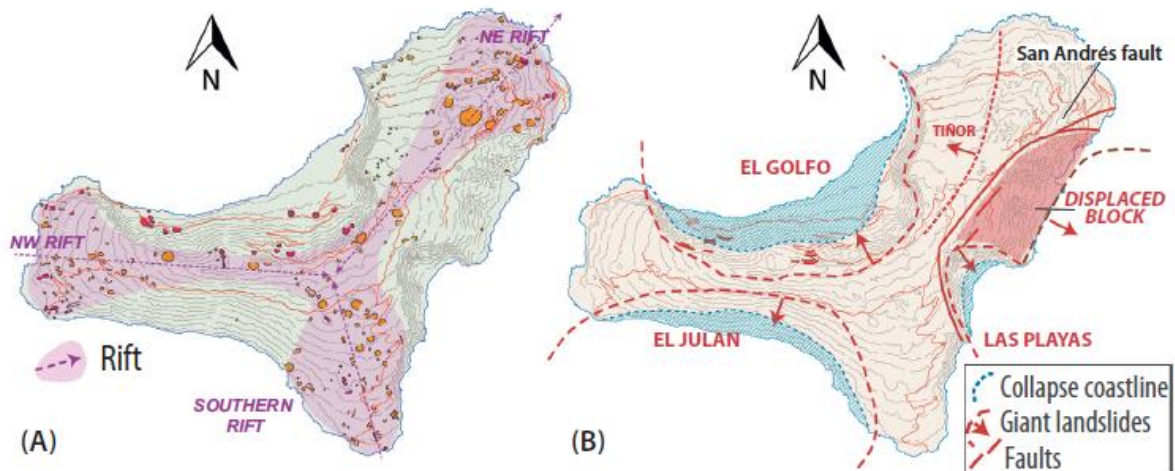 NE RIFT
N
NW RIFT
Rift
SOUTHERN
RIFT
(A)
N
San Andrés fault
TIÑOR
EL GOLFO
DISPLACED
BLOCK
EL JULAN
LAS PLAYAS
(B)
Collapse coastline
Giant landslides
Faults